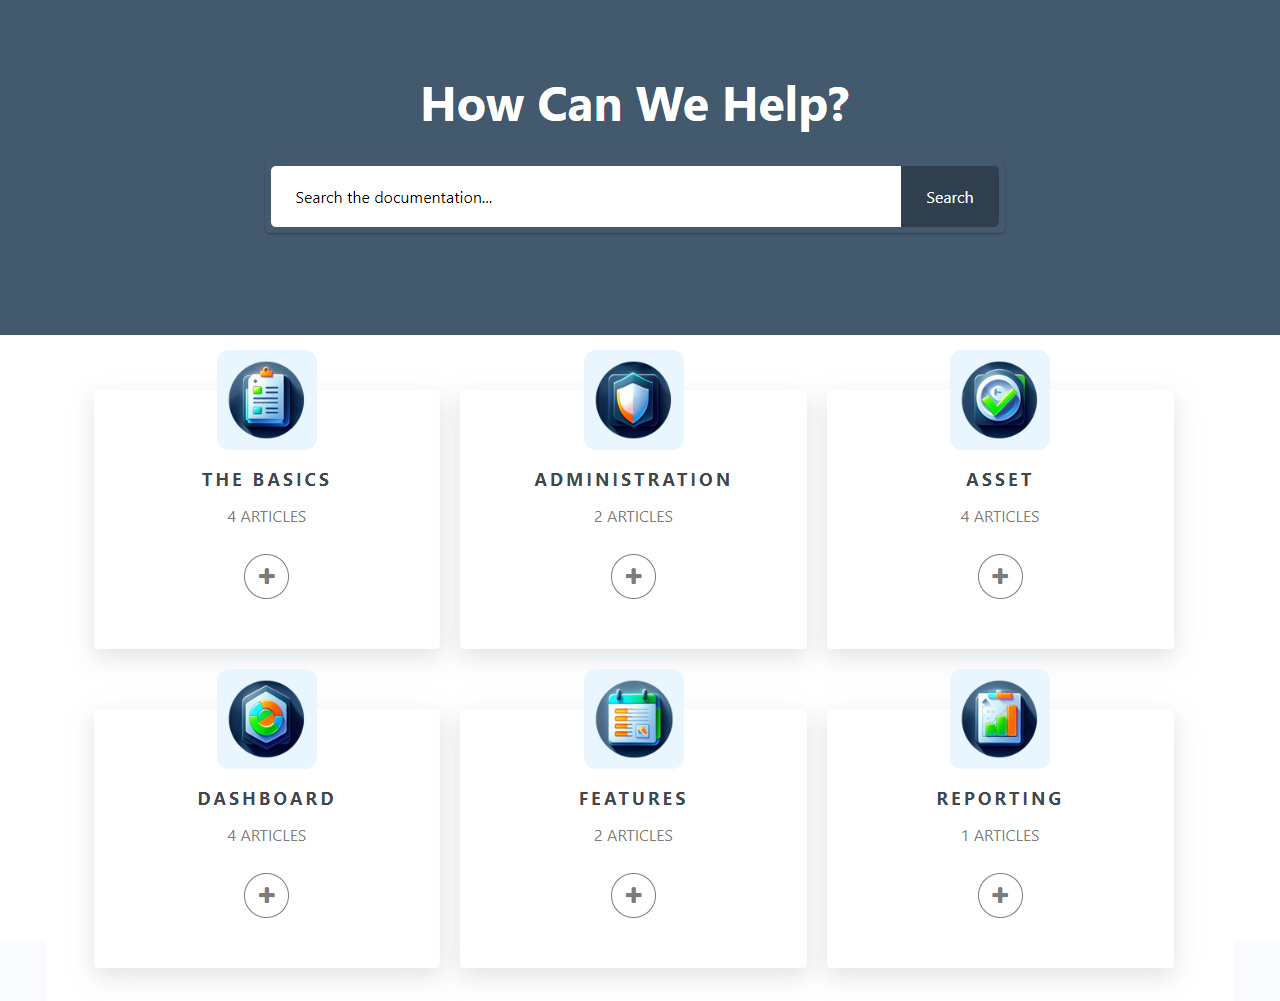 How Can We Help?
Search the documentation...
Search
THE BASICS
4 ARTICLES
ADMINISTRATION
2 ARTICLES
ASSET
4 ARTICLES
DASHBOARD
4 ARTICLES
FEATURES
2 ARTICLES
REPORTING
1 ARTICLES